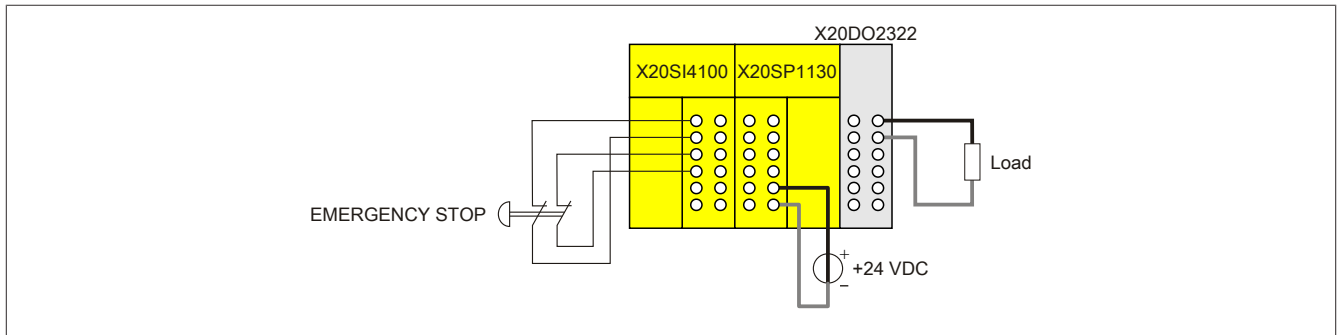 X20DO2322
X20SI4100 X20SP1130
Load
EMERGENCY STOP
+
+24 VDC
−